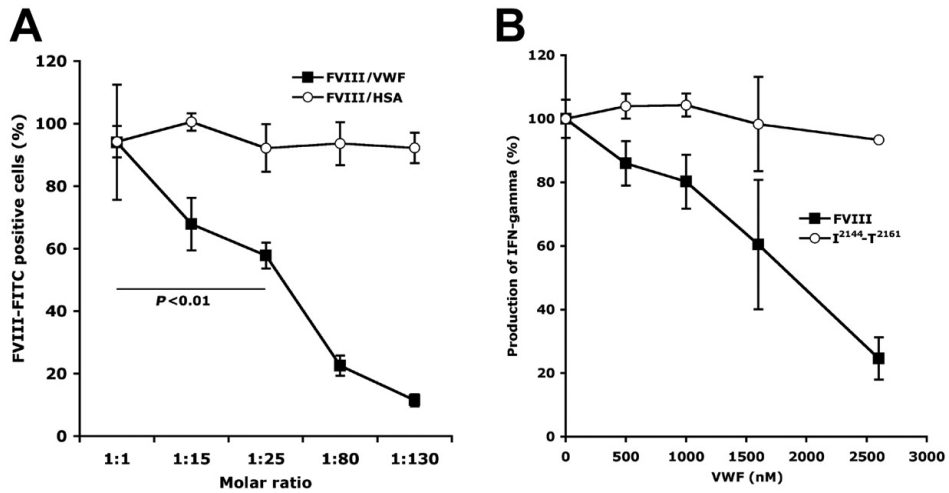 A
120
100
80
60
40
20
0
FVIII-FITC positive cells (%)
FVIII/VWF
FVIII/HSA
P<0.01
1:1 1:15 1:25 1:80 1:130
Molar ratio
B
120
100
80
60
40
20
0
Production of IFN-gamma (%)
FVIII
I²¹⁴⁴-T²¹⁶¹
0 500 1000 1500 2000 2500 3000
VWF (nM)